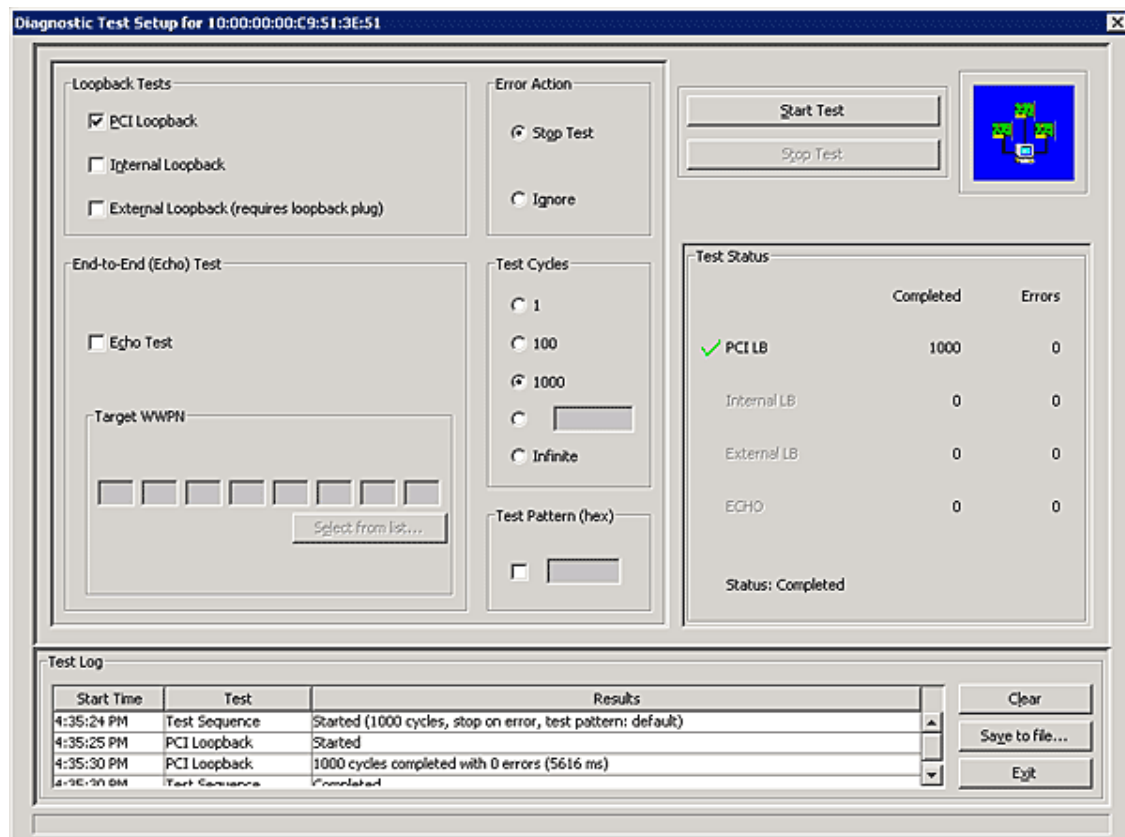 Diagnostic Test Setup for 10:00:00:00:C9:51:3E:51
Loopback Tests
PCI Loopback
Internal Loopback
External Loopback (requires loopback plug)
Error Action
Stop Test
Ignore
Start Test
Stop Test
End-to-End (Echo) Test
Echo Test
Target WWPN
Select from list...
Test Cycles
1
100
1000
Infinite
Test Pattern (hex)
Test Status
Completed Errors
PCI LB 1000 0
Internal LB 0 0
External LB 0 0
ECHO 0 0
Status: Completed
Test Log
Start Time Test Results
4:35:24 PM Test Sequence Started (1000 cycles, stop on error, test pattern: default)
4:35:25 PM PCI Loopback Started
4:35:30 PM PCI Loopback 1000 cycles completed with 0 errors (5616 ms)
4:35:30 PM Test Sequence Completed
Clear
Save to file...
Exit